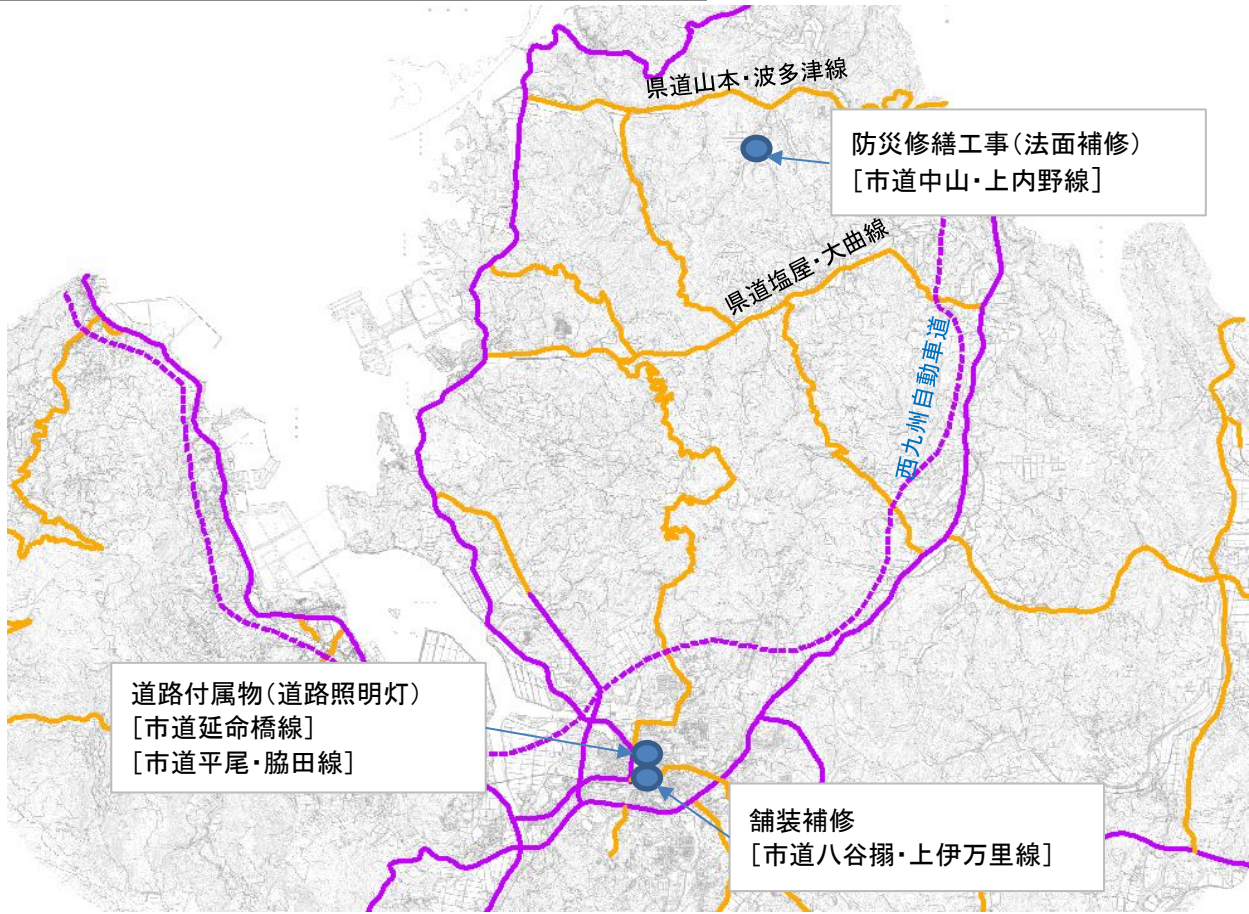 県道山本・波多津線
防災修繕工事(法面補修)
[市道中山・上内野線]
県道塩屋・大曲線
西九州自動車道
道路付属物(道路照明灯)
[市道延命橋線]
[市道平尾・脇田線]
舗装補修
[市道八谷搦・上伊万里線]